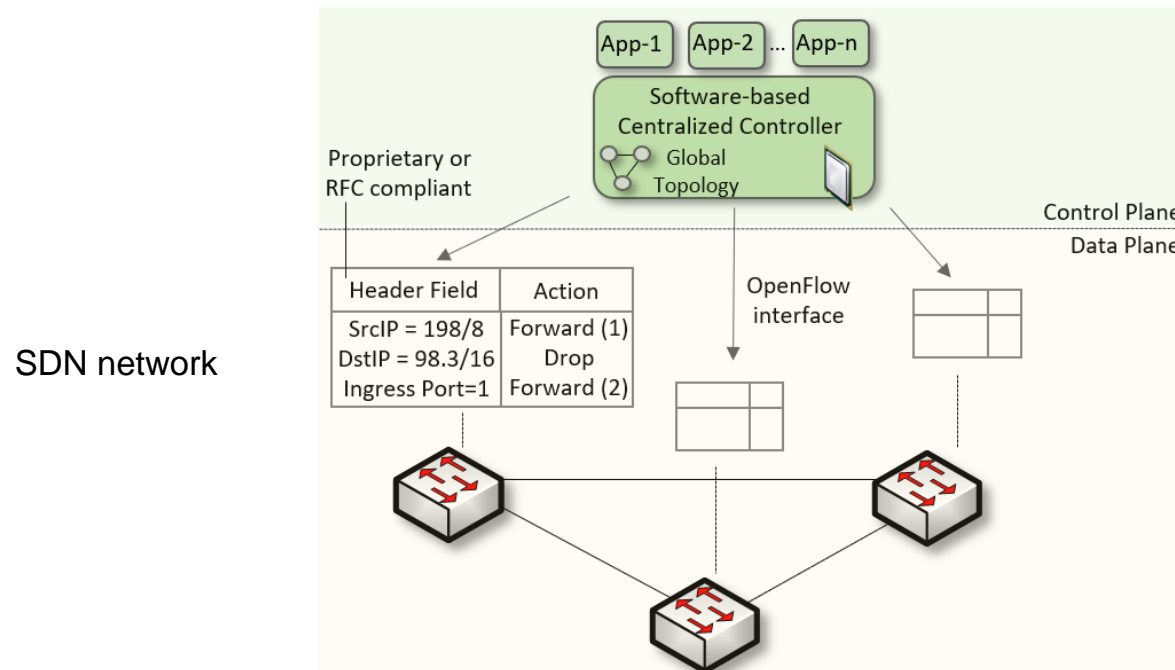 App-1 App-2 ... App-n
Software-based
Centralized Controller
Global
Topology
Proprietary or
RFC compliant
Control Plane
Data Plane
Header Field Action
SrcIP = 198/8 Forward (1)
DstIP = 98.3/16 Drop
Ingress Port=1 Forward (2)
OpenFlow
interface
SDN network